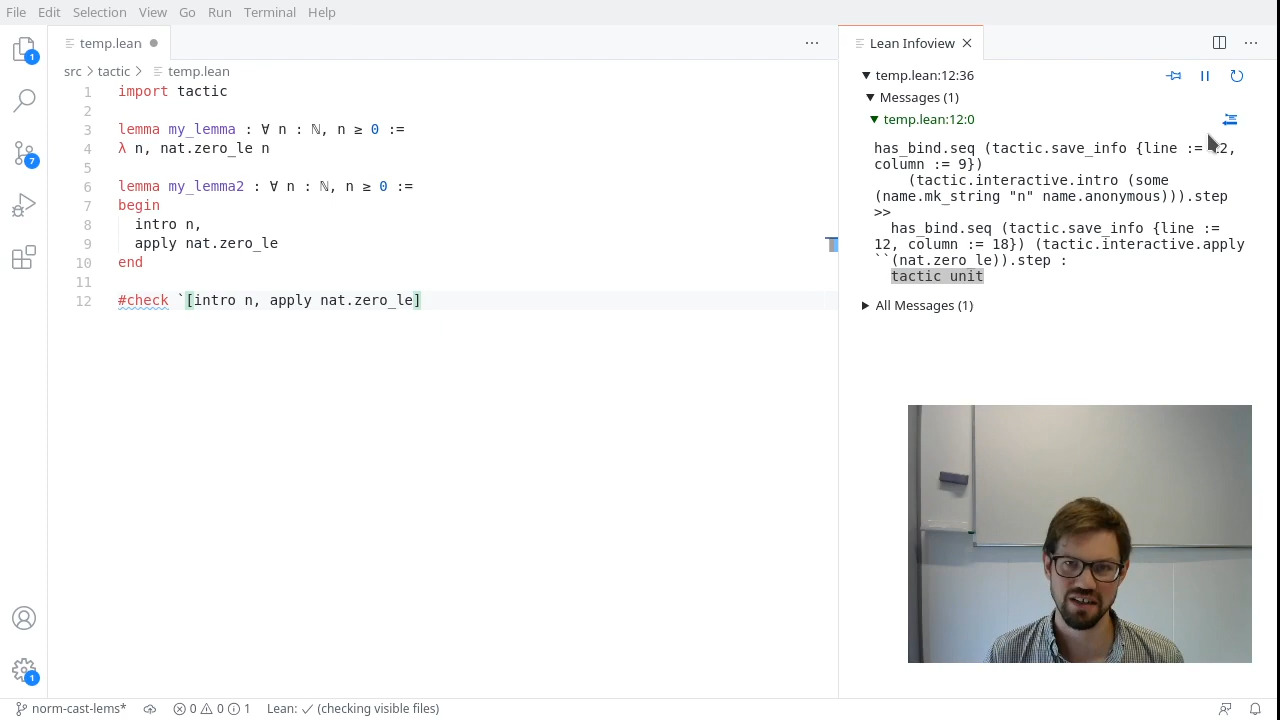 File Edit Selection View Go Run Terminal Help
temp.lean
Lean Infoview
src > tactic > temp.lean
1 import tactic
2
3 lemma my_lemma : ∀ n : ℕ, n ≥ 0 :=
4 λ n, nat.zero_le n
5
6 lemma my_lemma2 : ∀ n : ℕ, n ≥ 0 :=
7 begin
8 intro n,
9 apply nat.zero_le
10 end
11
12 #check `[intro n, apply nat.zero_le]
temp.lean:12:36
Messages (1)
temp.lean:12:0
has_bind.seq (tactic.save_info {line := 12,
column := 9})
(tactic.interactive.intro (some
(name.mk_string "n" name.anonymous))).step
>>
has_bind.seq (tactic.save_info {line :=
12, column := 18}) (tactic.interactive.apply
``(nat.zero_le)).step :
tactic unit
All Messages (1)
1
7
1
norm-cast-lems* 0 0 1 Lean: ✓ (checking visible files)